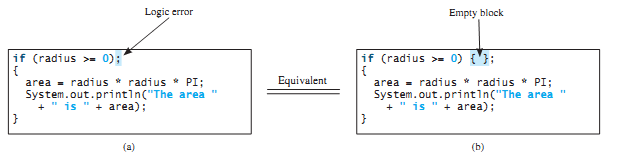 Logic error
Empty block
if (radius >= 0);
{
area = radius * radius * PI;
System.out.println("The area "
+ " is " + area);
}
Equivalent
if (radius >= 0) { };
{
area = radius * radius * PI;
System.out.println("The area "
+ " is " + area);
}
(a)
(b)